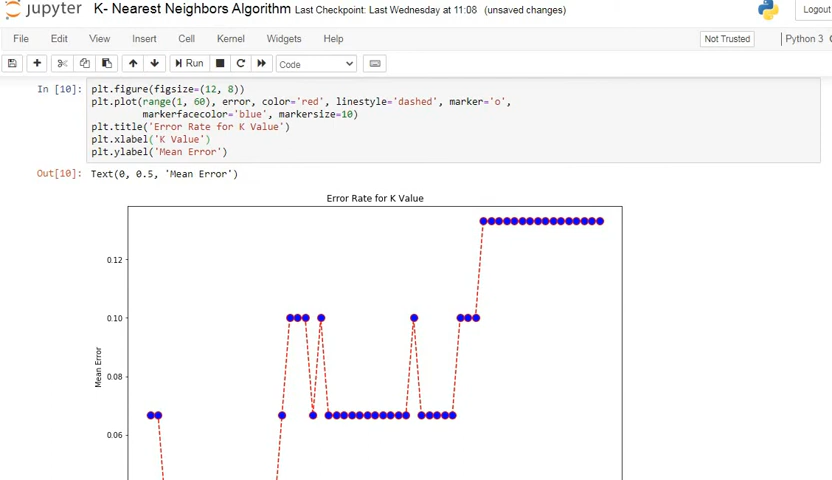 jupyter K- Nearest Neighbors Algorithm Last Checkpoint: Last Wednesday at 11:08 (unsaved changes) Logout
File Edit View Insert Cell Kernel Widgets Help Not Trusted Python 3
Run Code
In [10]: plt.figure(figsize=(12, 8))
plt.plot(range(1, 60), error, color='red', linestyle='dashed', marker='o',
markerfacecolor='blue', markersize=10)
plt.title('Error Rate for K Value')
plt.xlabel('K Value')
plt.ylabel('Mean Error')
Out[10]: Text(0, 0.5, 'Mean Error')
Error Rate for K Value
0.12
0.10
Mean Error
0.08
0.06